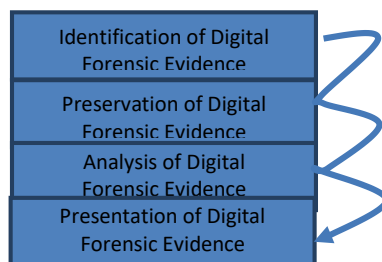 Identification of Digital
Forensic Evidence
Preservation of Digital
Forensic Evidence
Analysis of Digital
Forensic Evidence
Presentation of Digital
Forensic Evidence